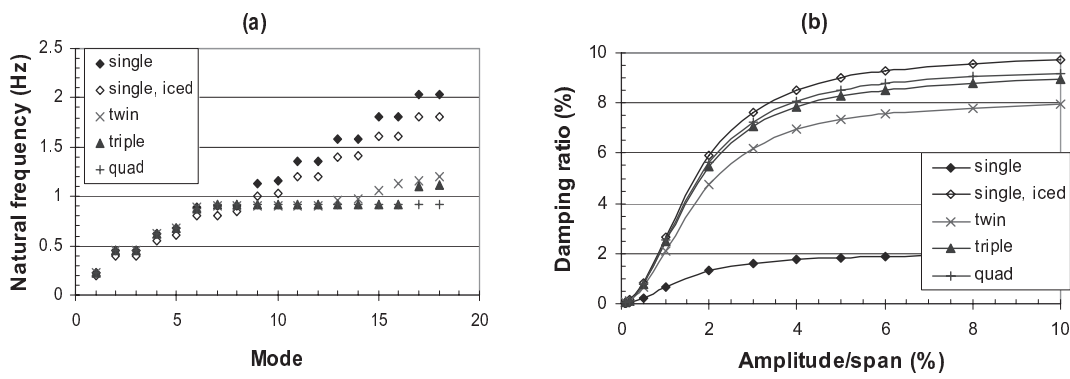 (a)
Natural frequency (Hz)
2.5
2
1.5
1
0.5
0
single
single, iced
twin
triple
quad
0
5
10
15
20
Mode
(b)
Damping ratio (%)
10
8
6
4
2
0
single
single, iced
twin
triple
quad
0
2
4
6
8
10
Amplitude/span (%)